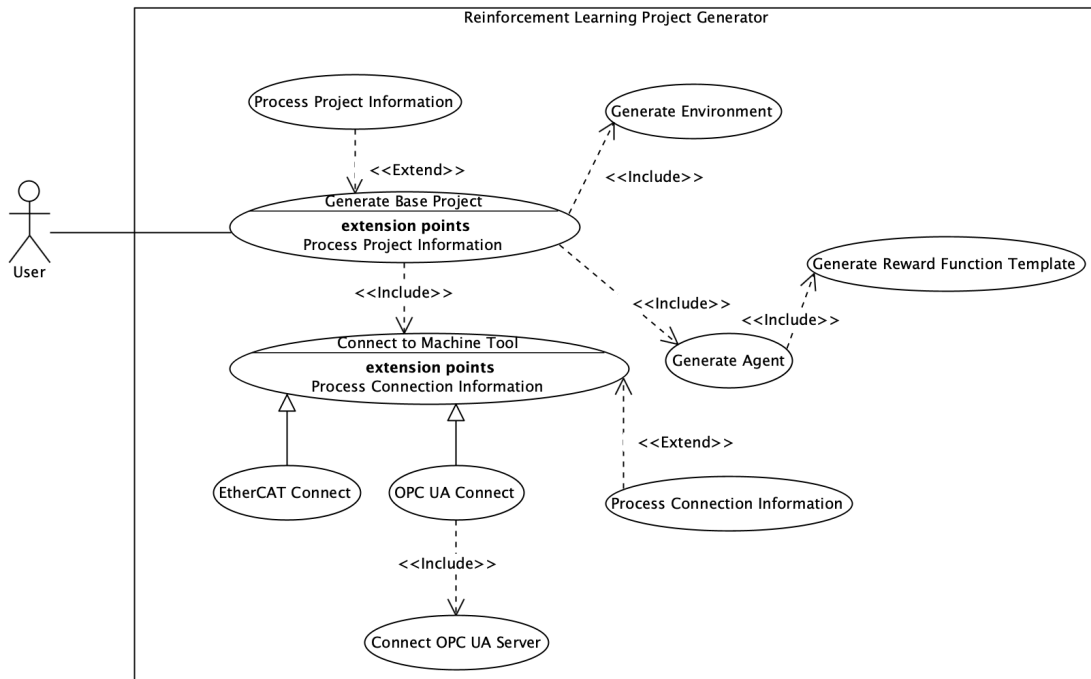 Reinforcement Learning Project Generator
Process Project Information
Generate Environment
<<Extend>>
<<Include>>
Generate Base Project
extension points
Process Project Information
User
Generate Reward Function Template
<<Include>>
<<Include>>
<<Include>>
Connect to Machine Tool
extension points
Process Connection Information
Generate Agent
<<Extend>>
EtherCAT Connect
OPC UA Connect
Process Connection Information
<<Include>>
Connect OPC UA Server